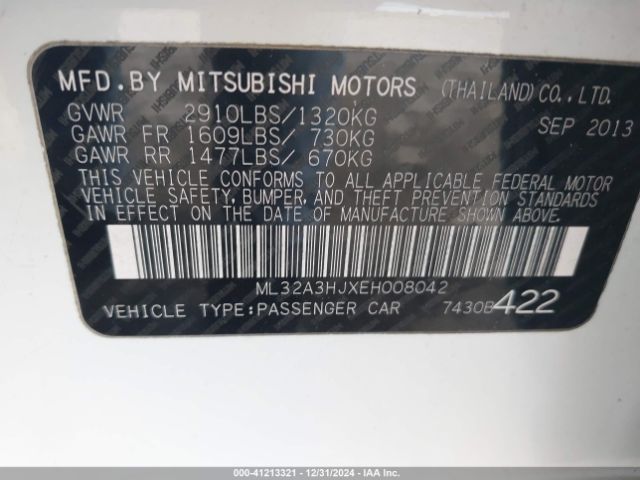 MFD.BY MITSUBISHI MOTORS (THAILAND)CO.,LTD.
GVWR 2910LBS/1320KG
SEP 2013
GAWR FR 1609LBS/ 730KG
GAWR RR 1477LBS/ 670KG
THIS VEHICLE CONFORMS TO ALL APPLICABLE FEDERAL MOTOR
VEHICLE SAFETY, BUMPER, AND THEFT PREVENTION STANDARDS
IN EFFECT ON THE DATE OF MANUFACTURE SHOWN ABOVE.
ML32A3HJXEH008042
VEHICLE TYPE:PASSENGER CAR 7430B422
000-41213321 | 12/31/2024 - IAA Inc.